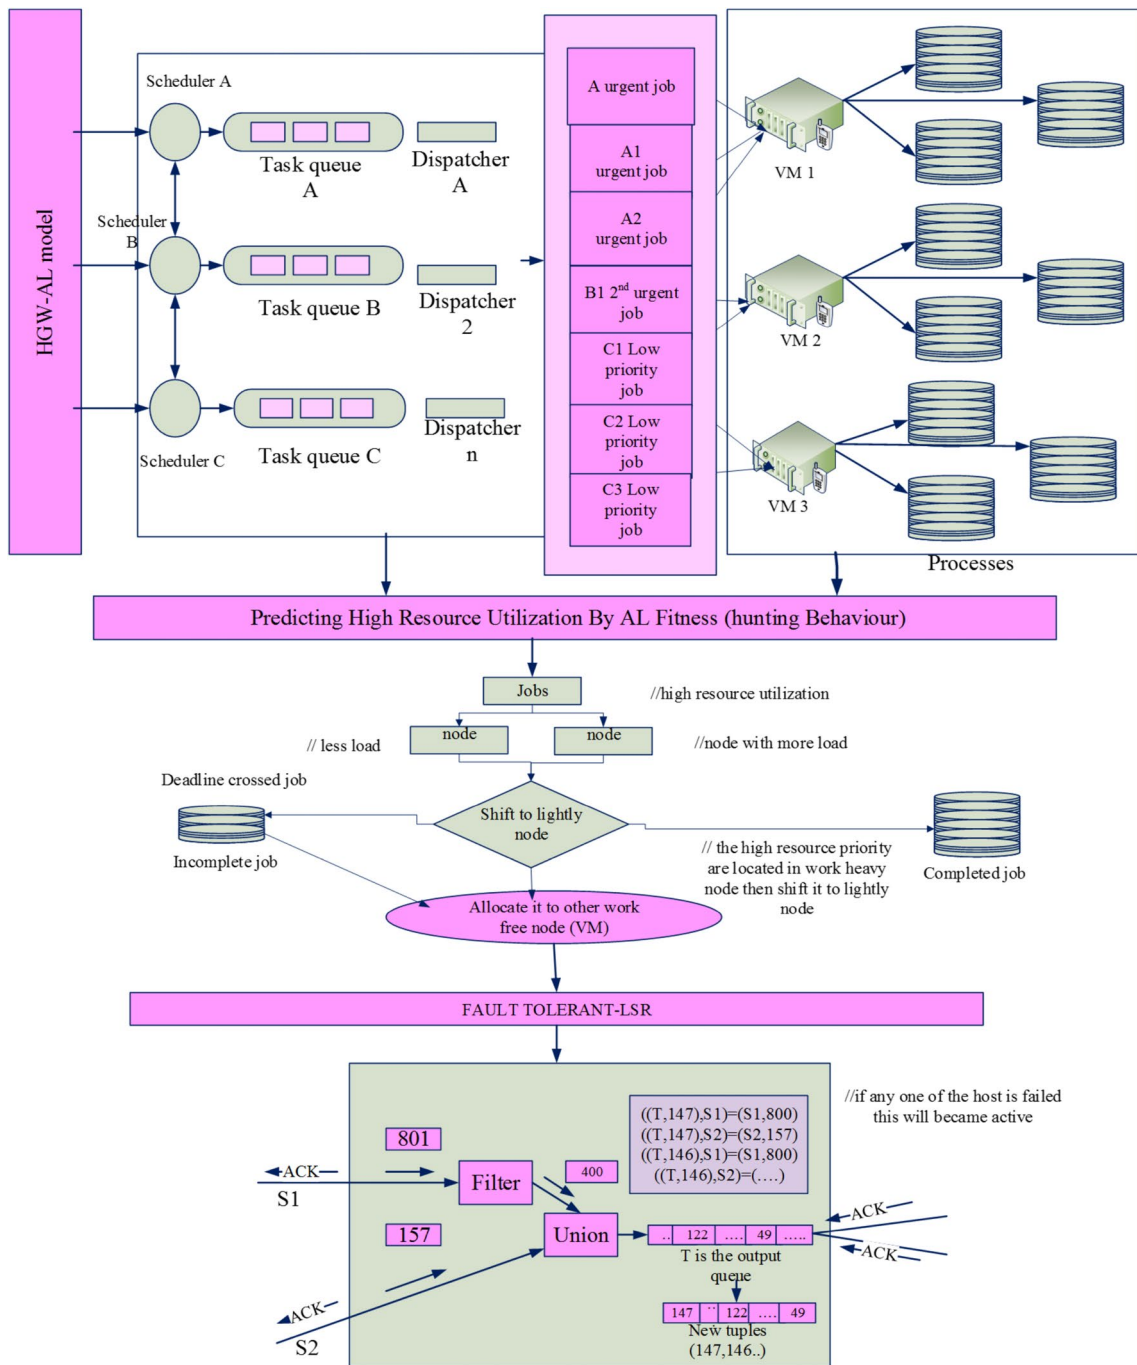 HGW-AL model
Scheduler A
Task queue
A
Dispatcher
A
Scheduler
B
Task queue B
Dispatcher
2
Scheduler C
Task queue C
Dispatcher
n
A urgent job
A1
urgent job
A2
urgent job
B1 2nd urgent
job
C1 Low
priority
job
C2 Low
priority job
C3 Low
priority
job
VM 1
VM 2
VM 3
Processes
Predicting High Resource Utilization By AL Fitness (hunting Behaviour)
Jobs
//high resource utilization
node
node
// less load
//node with more load
Deadline crossed job
Incomplete job
Shift to lightly
node
// the high resource priority
are located in work heavy
node then shift it to lightly
node
Completed job
Allocate it to other work
free node (VM)
FAULT TOLERANT-LSR
//if any one of the host is failed
this will became active
((T,147),S1)=(S1,800)
((T,147),S2)=(S2,157)
((T,146),S1)=(S1,800)
((T,146),S2)=(....)
801
ACK
S1
Filter
400
157
Union
.. 122 .... 49 .....
T is the output
queue
ACK
ACK
ACK
S2
147 .. 122 .... 49
New tuples
(147,146..)